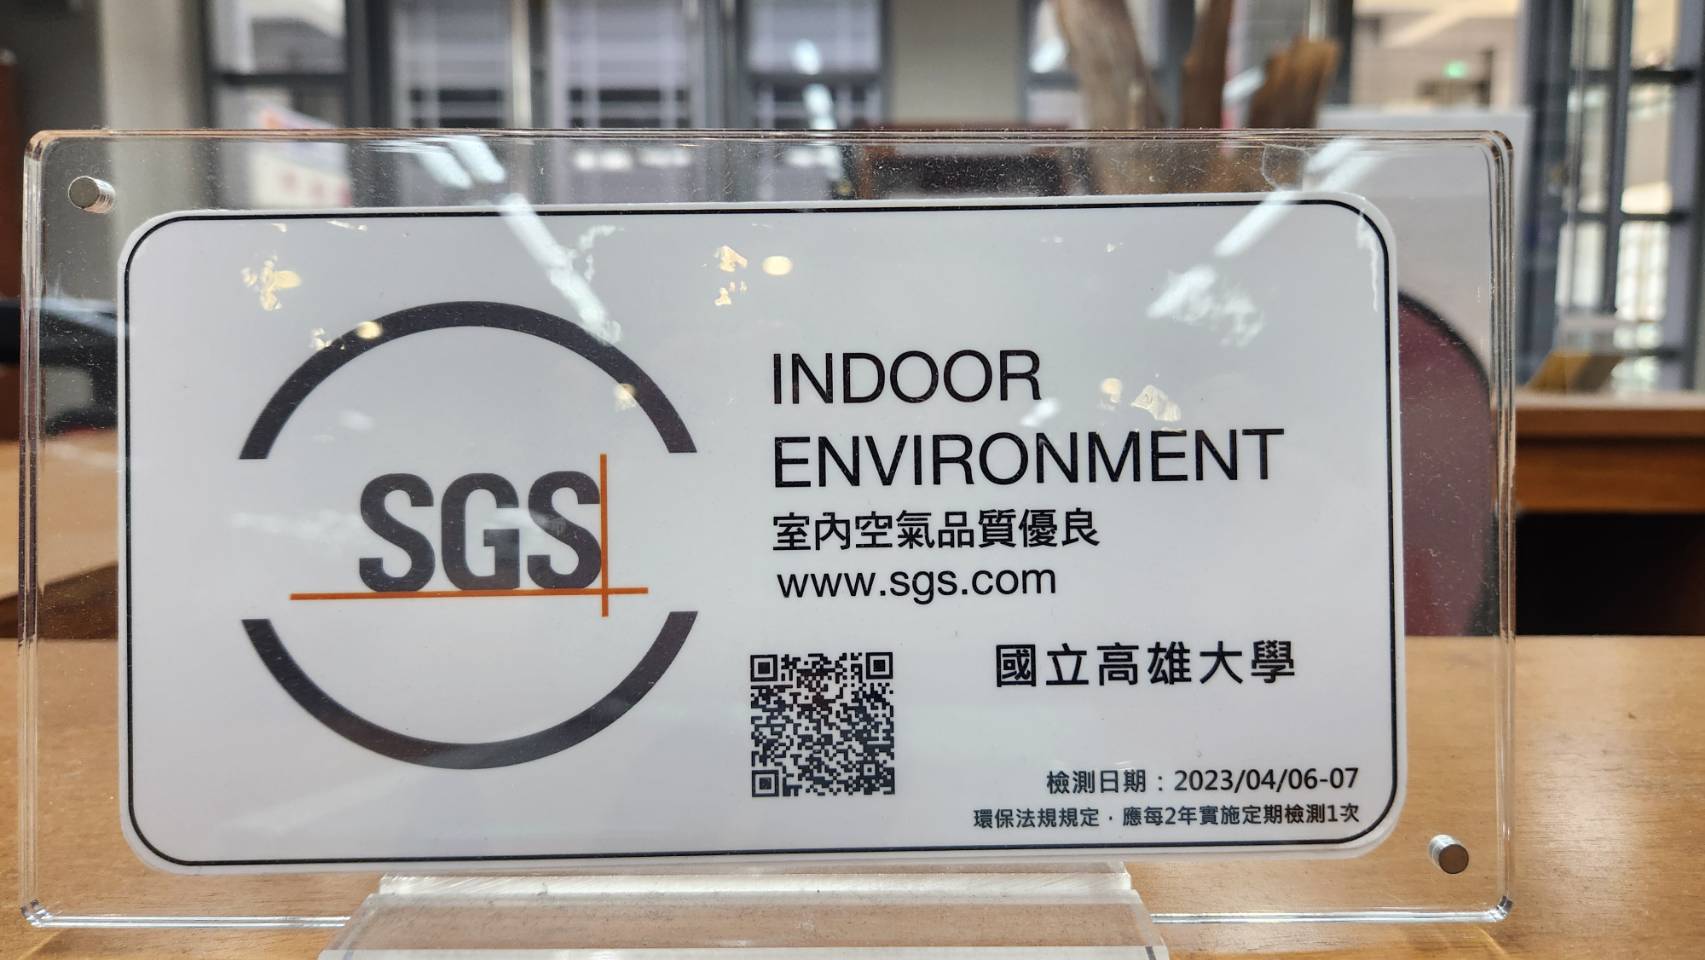 SGS
INDOOR
ENVIRONMENT
室內空氣品質優良
www.sgs.com
國立高雄大學
檢測日期：2023/04/06-07
環保法規規定，應每2年實施定期檢測1次